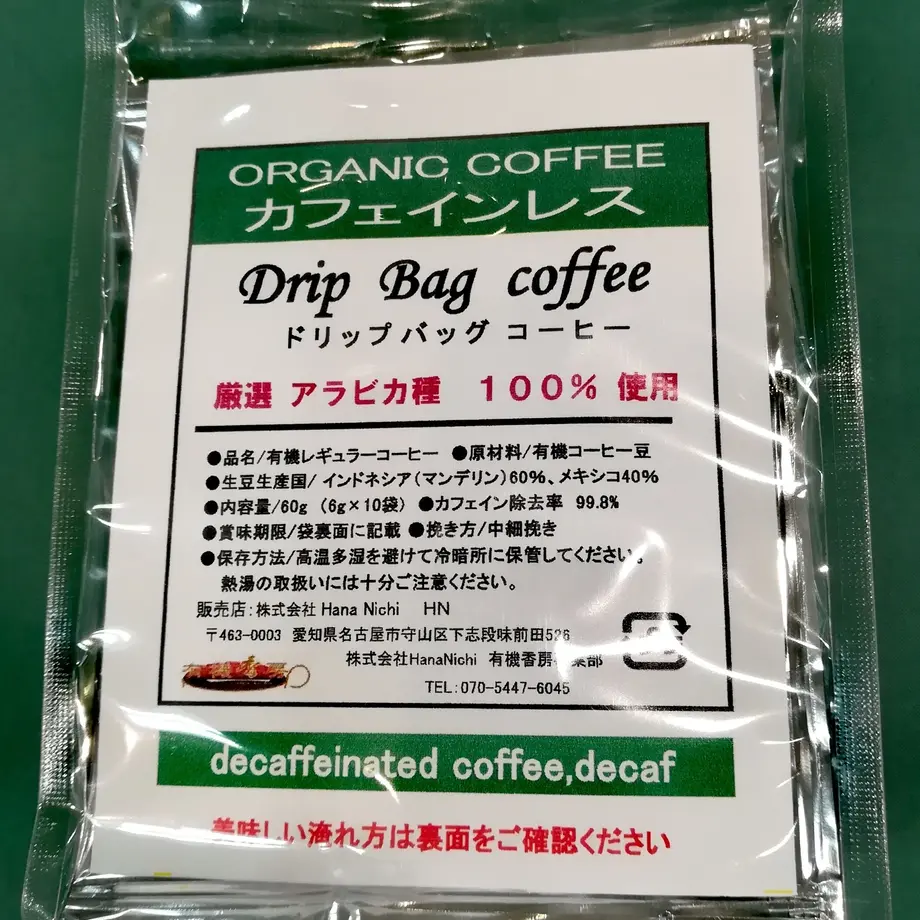 ORGANIC COFFEE
カフェインレス
Drip Bag coffee
ドリップバッグ コーヒー
厳選 アラビカ種 100% 使用
●品名/有機レギュラーコーヒー ●原材料/有機コーヒー豆
●生豆生産国/ インドネシア(マンデリン)60%、メキシコ40%
●内容量/60g (6g×10袋) ●カフェイン除去率 99.8%
●賞味期限/袋裏面に記載 ●挽き方/中細挽き
●保存方法/高温多湿を避けて冷暗所に保管してください。
熱湯の取扱いには十分ご注意ください。
販売店:株式会社 Hana Nichi HN
〒463-0003 愛知県名古屋市守山区下志段味前田526
株式会社HanaNichi 有機香房事業部
TEL:070-5447-6045
decaffeinated coffee,decaf
美味しい淹れ方は裏面をご確認ください